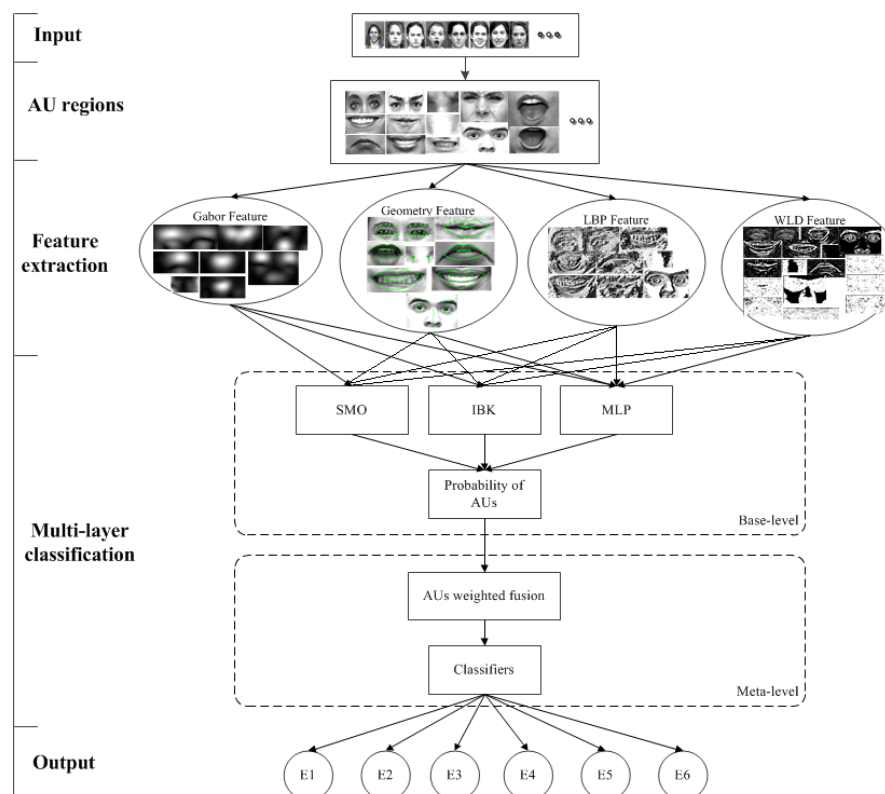 Input
AU regions
Gabor Feature
Geometry Feature
LBP Feature
WLD Feature
Feature
extraction
SMO
IBK
MLP
Probability of
AUs
Base-level
Multi-layer
classification
AUs weighted fusion
Classifiers
Meta-level
Output
E1
E2
E3
E4
E5
E6